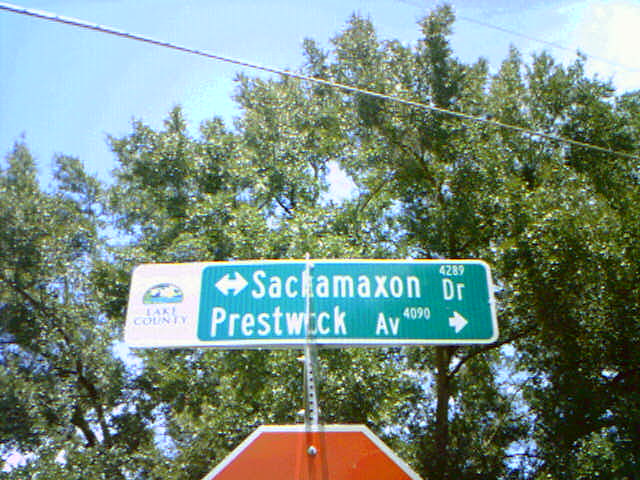 LAKE
COUNTY
Sackamaxon Dr 4289
Prestwick Av 4090